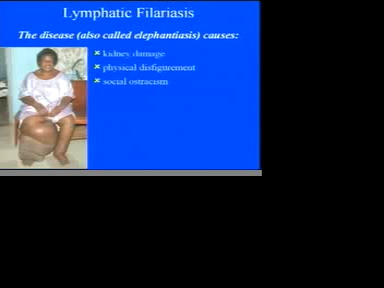 Lymphatic Filariasis
The disease (also called elephantiasis) causes:
kidney damage
physical disfigurement
social ostracism